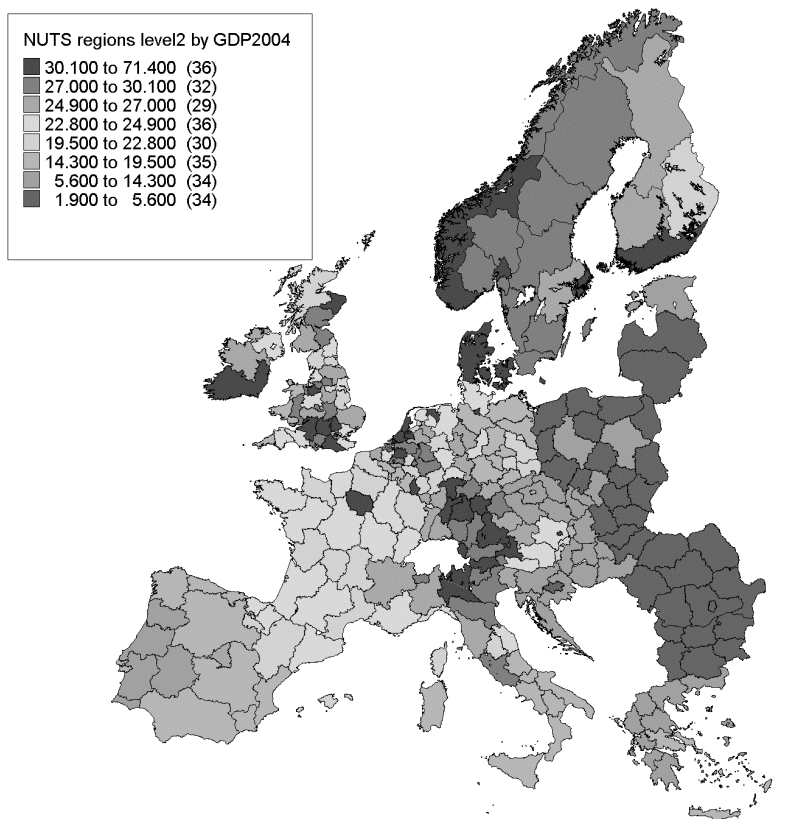 NUTS regions level2 by GDP2004
30.100 to 71.400 (36)
27.000 to 30.100 (32)
24.900 to 27.000 (29)
22.800 to 24.900 (36)
19.500 to 22.800 (30)
14.300 to 19.500 (35)
5.600 to 14.300 (34)
1.900 to 5.600 (34)